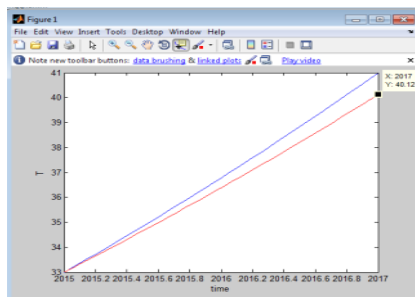 Figure 1
File Edit View Insert Tools Desktop Window Help
Note new toolbar buttons: data brushing & linked plots Play video
X: 2017
Y: 40.12
41
40
39
38
37
36
35
34
33
T
2015 2015.2 2015.4 2015.6 2015.8 2016 2016.2 2016.4 2016.6 2016.8 2017
time